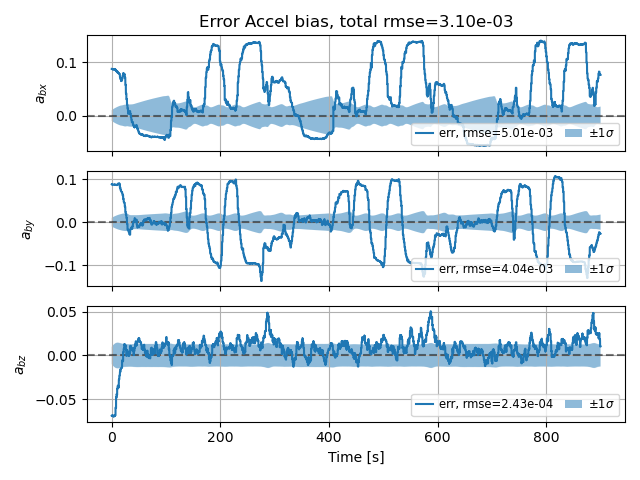 Error Accel bias, total rmse=3.10e-03
0.1
0.0
a_bx
err, rmse=5.01e-03 ±1σ
0.1
0.0
−0.1
a_by
err, rmse=4.04e-03 ±1σ
0.05
0.00
−0.05
a_bz
err, rmse=2.43e-04 ±1σ
0 200 400 600 800
Time [s]